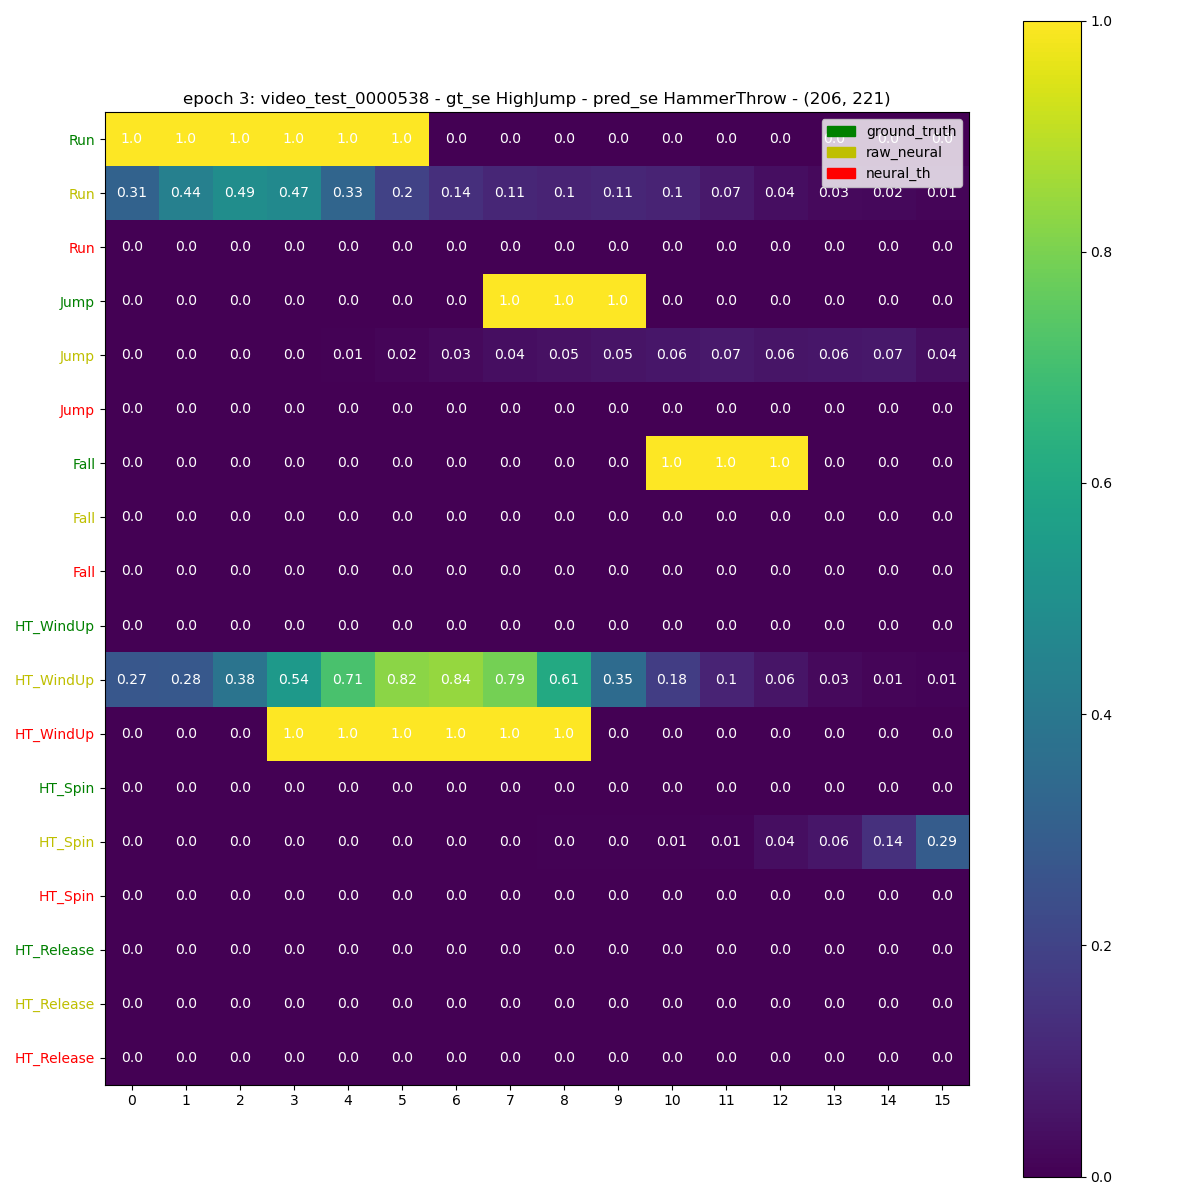 epoch 3: video_test_0000538 - gt_se HighJump - pred_se HammerThrow - (206, 221)
Run 1.0 1.0 1.0 1.0 1.0 1.0 0.0 0.0 0.0 0.0 0.0 0.0 0.0 0.0 0.0
Run 0.31 0.44 0.49 0.47 0.33 0.2 0.14 0.11 0.1 0.11 0.1 0.07 0.04 0.03 0.02 0.01
Run 0.0 0.0 0.0 0.0 0.0 0.0 0.0 0.0 0.0 0.0 0.0 0.0 0.0 0.0 0.0 0.0
Jump 0.0 0.0 0.0 0.0 0.0 0.0 0.0 1.0 1.0 1.0 0.0 0.0 0.0 0.0 0.0 0.0
Jump 0.0 0.0 0.0 0.0 0.01 0.02 0.03 0.04 0.05 0.05 0.06 0.07 0.06 0.06 0.07 0.04
Jump 0.0 0.0 0.0 0.0 0.0 0.0 0.0 0.0 0.0 0.0 0.0 0.0 0.0 0.0 0.0 0.0
Fall 0.0 0.0 0.0 0.0 0.0 0.0 0.0 0.0 0.0 0.0 1.0 1.0 1.0 0.0 0.0 0.0
Fall 0.0 0.0 0.0 0.0 0.0 0.0 0.0 0.0 0.0 0.0 0.0 0.0 0.0 0.0 0.0 0.0
Fall 0.0 0.0 0.0 0.0 0.0 0.0 0.0 0.0 0.0 0.0 0.0 0.0 0.0 0.0 0.0 0.0
HT_WindUp 0.0 0.0 0.0 0.0 0.0 0.0 0.0 0.0 0.0 0.0 0.0 0.0 0.0 0.0 0.0 0.0
HT_WindUp 0.27 0.28 0.38 0.54 0.71 0.82 0.84 0.79 0.61 0.35 0.18 0.1 0.06 0.03 0.01 0.01
HT_WindUp 0.0 0.0 0.0 1.0 1.0 1.0 1.0 1.0 1.0 0.0 0.0 0.0 0.0 0.0 0.0 0.0
HT_Spin 0.0 0.0 0.0 0.0 0.0 0.0 0.0 0.0 0.0 0.0 0.0 0.0 0.0 0.0 0.0 0.0
HT_Spin 0.0 0.0 0.0 0.0 0.0 0.0 0.0 0.0 0.0 0.0 0.01 0.01 0.04 0.06 0.14 0.29
HT_Spin 0.0 0.0 0.0 0.0 0.0 0.0 0.0 0.0 0.0 0.0 0.0 0.0 0.0 0.0 0.0 0.0
HT_Release 0.0 0.0 0.0 0.0 0.0 0.0 0.0 0.0 0.0 0.0 0.0 0.0 0.0 0.0 0.0 0.0
HT_Release 0.0 0.0 0.0 0.0 0.0 0.0 0.0 0.0 0.0 0.0 0.0 0.0 0.0 0.0 0.0 0.0
HT_Release 0.0 0.0 0.0 0.0 0.0 0.0 0.0 0.0 0.0 0.0 0.0 0.0 0.0 0.0 0.0 0.0
0 1 2 3 4 5 6 7 8 9 10 11 12 13 14 15
ground_truth
raw_neural
neural_th
1.0
0.8
0.6
0.4
0.2
0.0